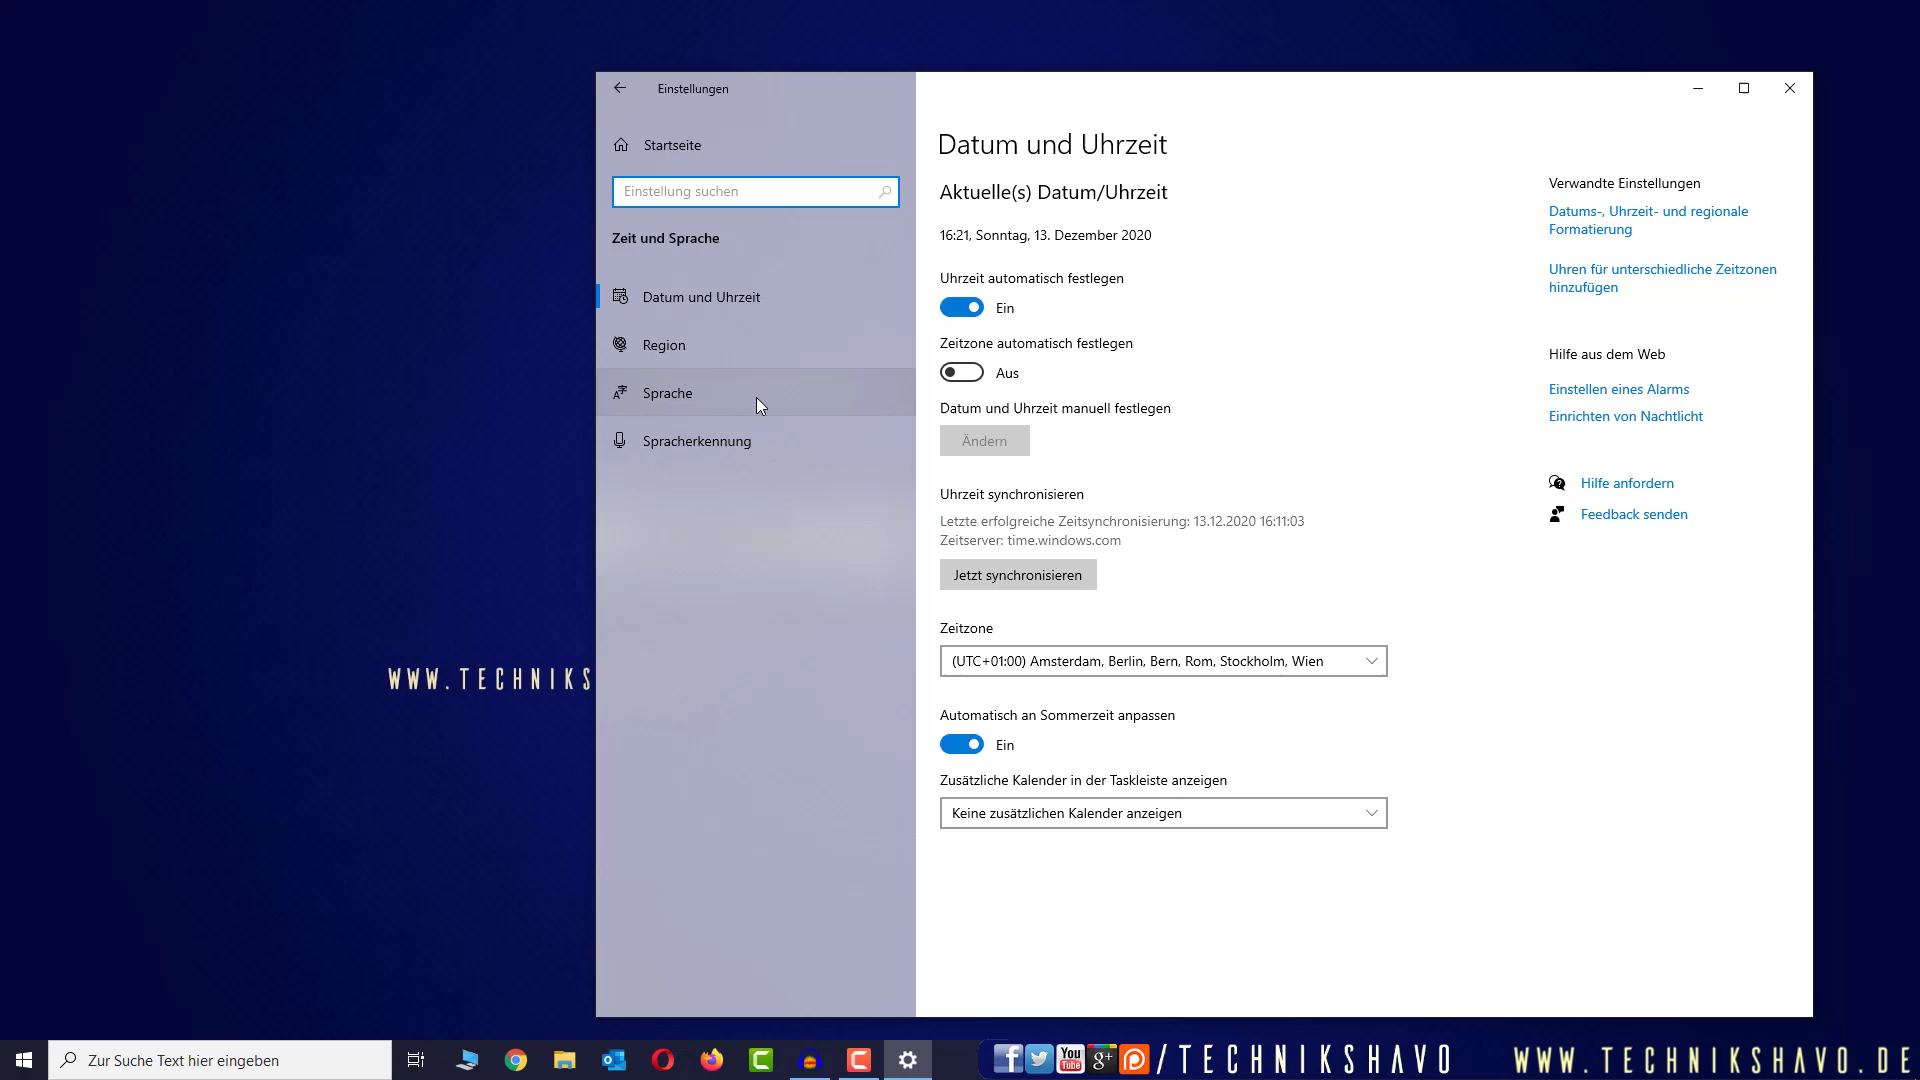 Einstellungen
Startseite
Einstellung suchen
Zeit und Sprache
Datum und Uhrzeit
Region
Sprache
Spracherkennung
Datum und Uhrzeit
Aktuelle(s) Datum/Uhrzeit
16:21, Sonntag, 13. Dezember 2020
Uhrzeit automatisch festlegen
Ein
Zeitzone automatisch festlegen
Aus
Datum und Uhrzeit manuell festlegen
Ändern
Uhrzeit synchronisieren
Letzte erfolgreiche Zeitsynchronisierung: 13.12.2020 16:11:03
Zeitserver: time.windows.com
Jetzt synchronisieren
Zeitzone
(UTC+01:00) Amsterdam, Berlin, Bern, Rom, Stockholm, Wien
Automatisch an Sommerzeit anpassen
Ein
Zusätzliche Kalender in der Taskleiste anzeigen
Keine zusätzlichen Kalender anzeigen
Verwandte Einstellungen
Datums-, Uhrzeit- und regionale
Formatierung
Uhren für unterschiedliche Zeitzonen
hinzufügen
Hilfe aus dem Web
Einstellen eines Alarms
Einrichten von Nachtlicht
Hilfe anfordern
Feedback senden
WWW.TECHNIKS
Zur Suche Text hier eingeben
You
Tube
/TECHNIKSHAVO
WWW.TECHNIKSHAVO.DE